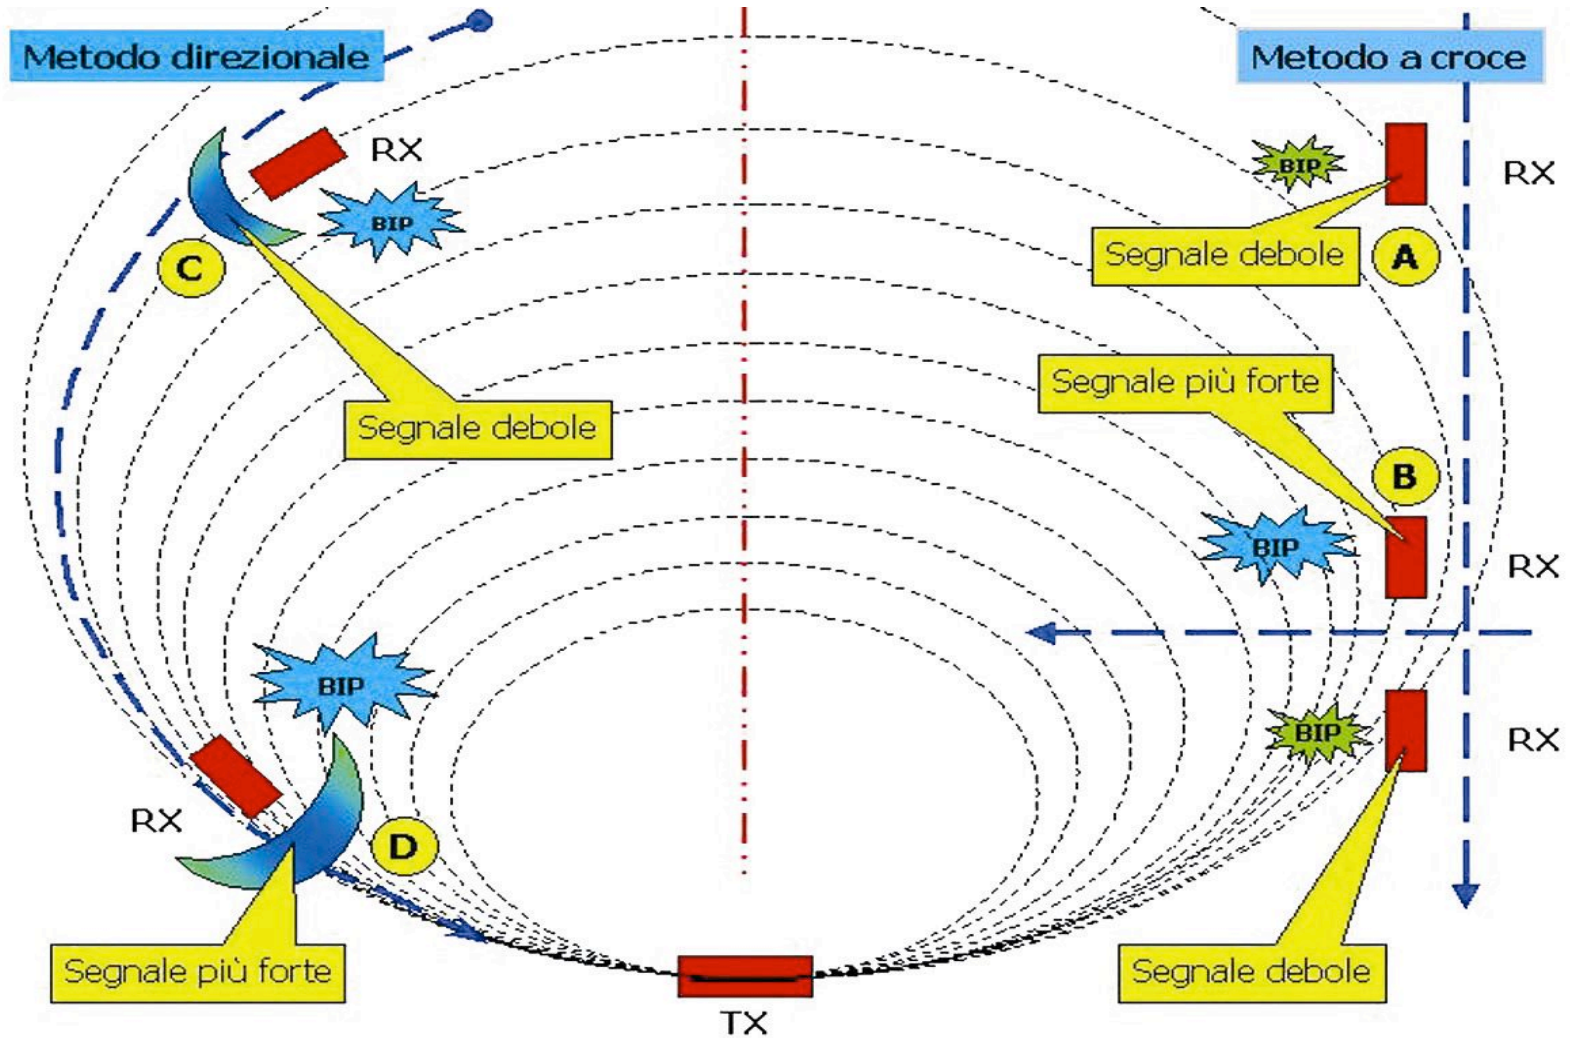 Metodo direzionale
Metodo a croce
RX
BIP
BIP
RX
Segnale debole
A
C
Segnale più forte
Segnale debole
B
BIP
RX
BIP
BIP
RX
RX
D
Segnale più forte
Segnale debole
TX